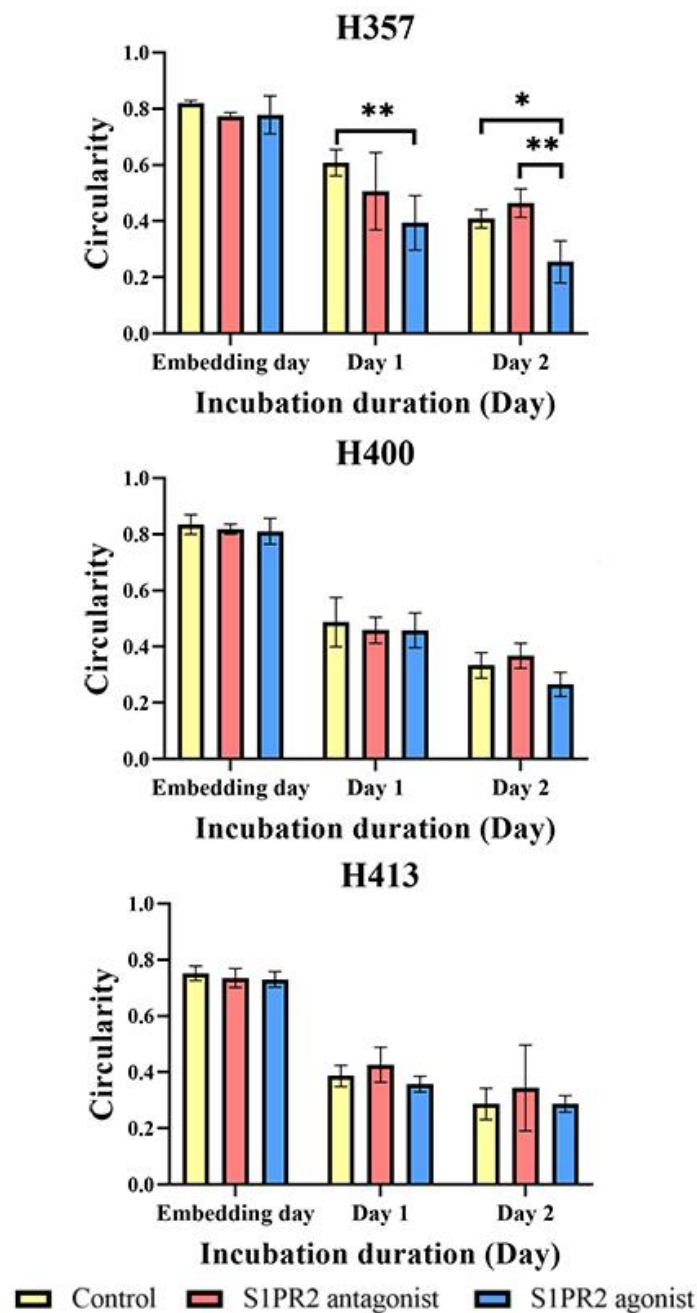 H357
1.0
0.8
0.6
0.4
0.2
0.0
Circularity
**
*
**
Embedding day Day 1 Day 2
Incubation duration (Day)
H400
1.0
0.8
0.6
0.4
0.2
0.0
Circularity
Embedding day Day 1 Day 2
Incubation duration (Day)
H413
1.0
0.8
0.6
0.4
0.2
0.0
Circularity
Embedding day Day 1 Day 2
Incubation duration (Day)
Control S1PR2 antagonist S1PR2 agonist